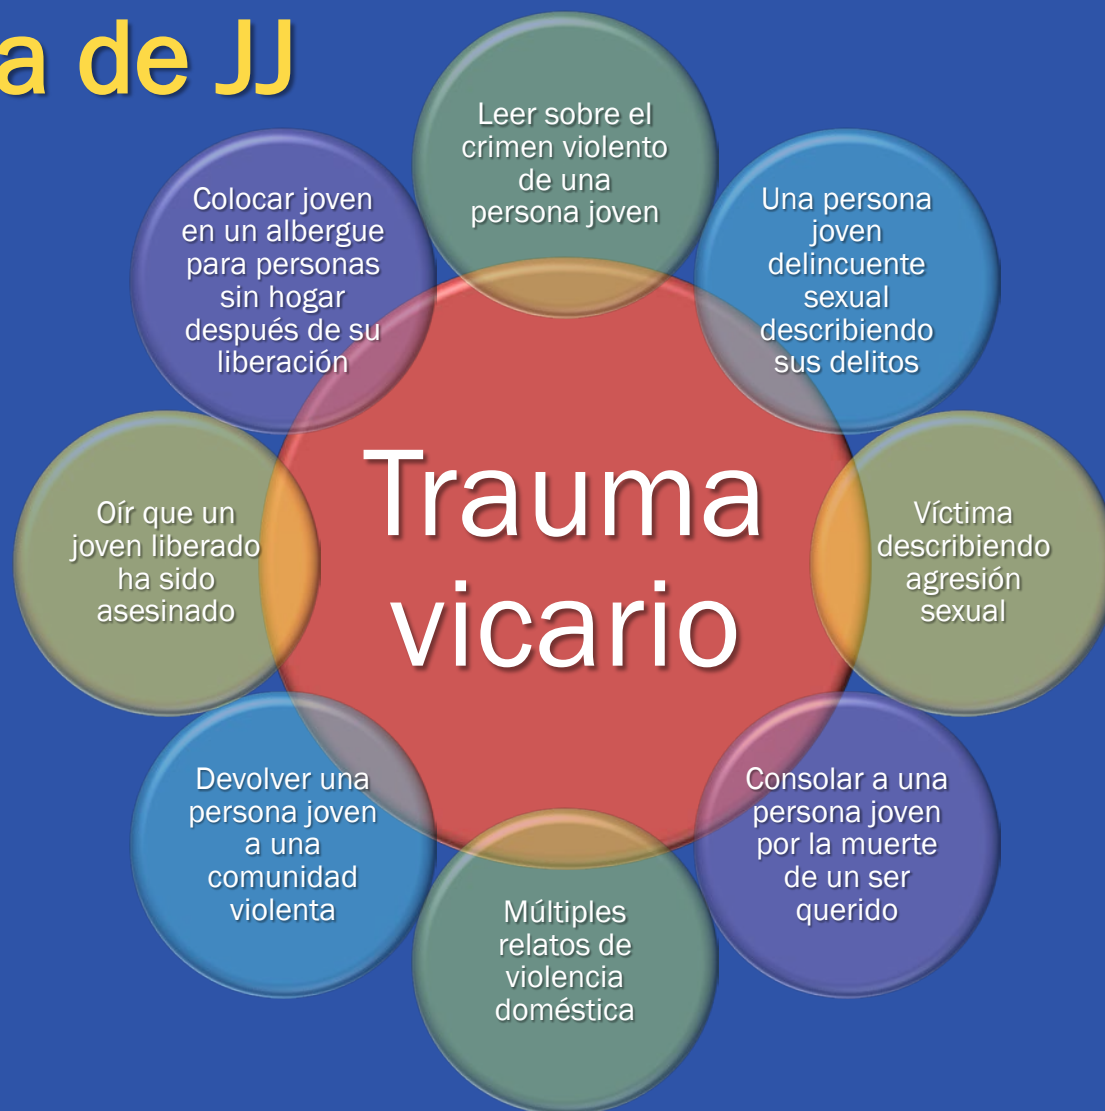 a de JJ
Leer sobre el
crimen violento
de una
persona joven
Una persona
joven
delincuente
sexual
describiendo
sus delitos
Víctima
describiendo
agresión
sexual
Consolar a una
persona joven
por la muerte
de un ser
querido
Múltiples
relatos de
violencia
doméstica
Devolver una
persona joven
a una
comunidad
violenta
Oír que un
joven liberado
ha sido
asesinado
Colocar joven
en un albergue
para personas
sin hogar
después de su
liberación
Trauma
vicario